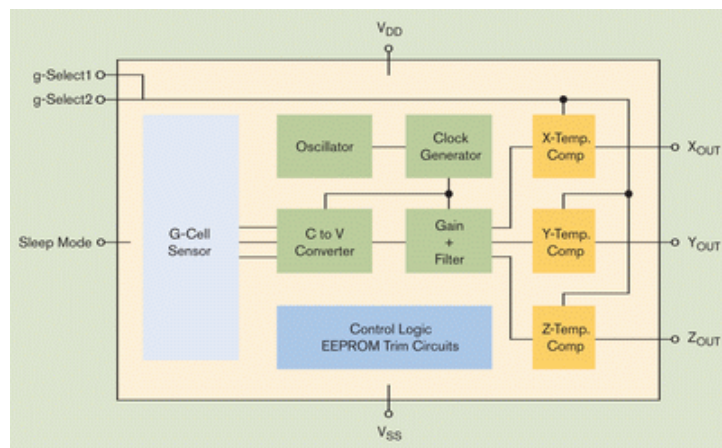 VDD
g-Select1
g-Select2
Oscillator
Clock
Generator
X-Temp.
Comp
XOUT
Sleep Mode
G-Cell
Sensor
C to V
Converter
Gain
+
Filter
Y-Temp.
Comp
YOUT
Control Logic
EEPROM Trim Circuits
Z-Temp.
Comp
ZOUT
VSS